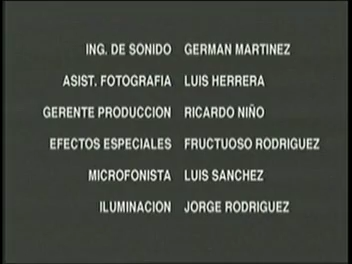 ING. DE SONIDO GERMAN MARTINEZ
ASIST. FOTOGRAFIA LUIS HERRERA
GERENTE PRODUCCION RICARDO NIÑO
EFECTOS ESPECIALES FRUCTUOSO RODRIGUEZ
MICROFONISTA LUIS SANCHEZ
ILUMINACION JORGE RODRIGUEZ